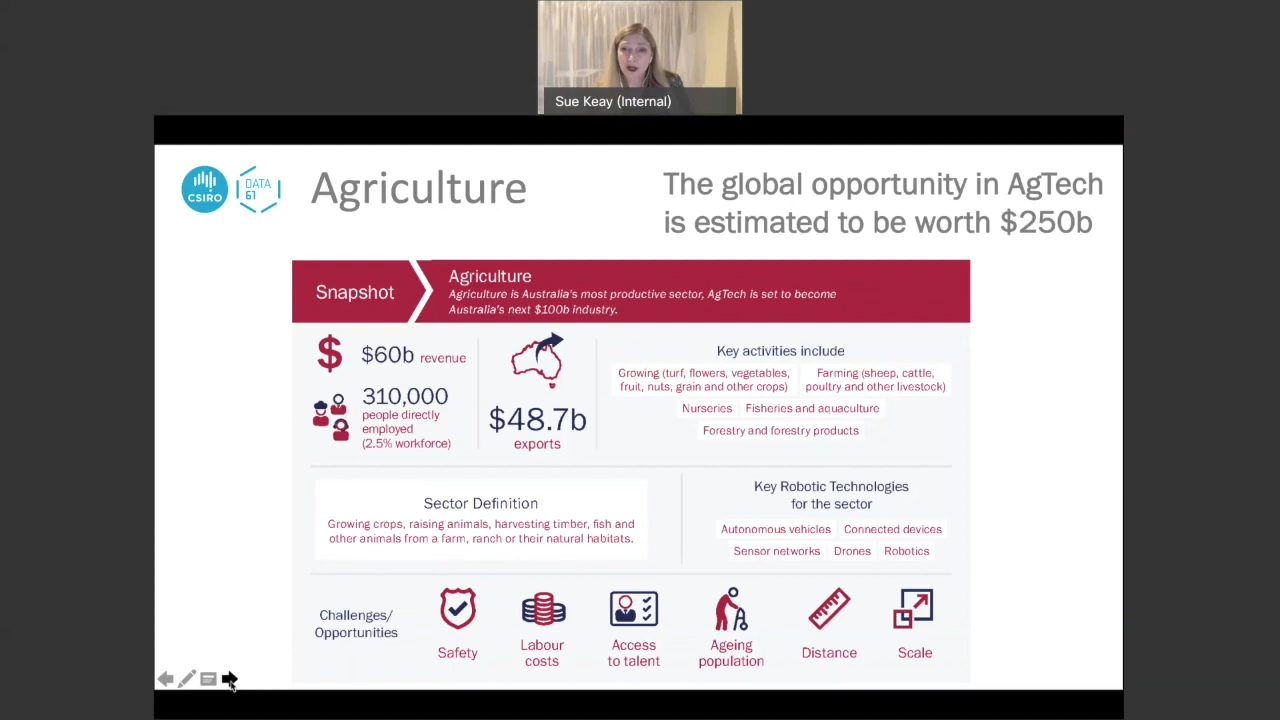 Sue Keay (Internal)
CSIRO
DATA
61
Agriculture
The global opportunity in AgTech
is estimated to be worth $250b
Snapshot
Agriculture
Agriculture is Australia's most productive sector, AgTech is set to become
Australia's next $100b industry.
$
$60b revenue
310,000
people directly
employed
(2.5% workforce)
$48.7b
exports
Key activities include
Growing (turf, flowers, vegetables,
fruit, nuts, grain and other crops)
Farming (sheep, cattle,
poultry and other livestock)
Nurseries
Fisheries and aquaculture
Forestry and forestry products
Sector Definition
Growing crops, raising animals, harvesting timber, fish and
other animals from a farm, ranch or their natural habitats.
Key Robotic Technologies
for the sector
Autonomous vehicles
Connected devices
Sensor networks
Drones
Robotics
Challenges/
Opportunities
Safety
Labour
costs
Access
to talent
Ageing
population
Distance
Scale